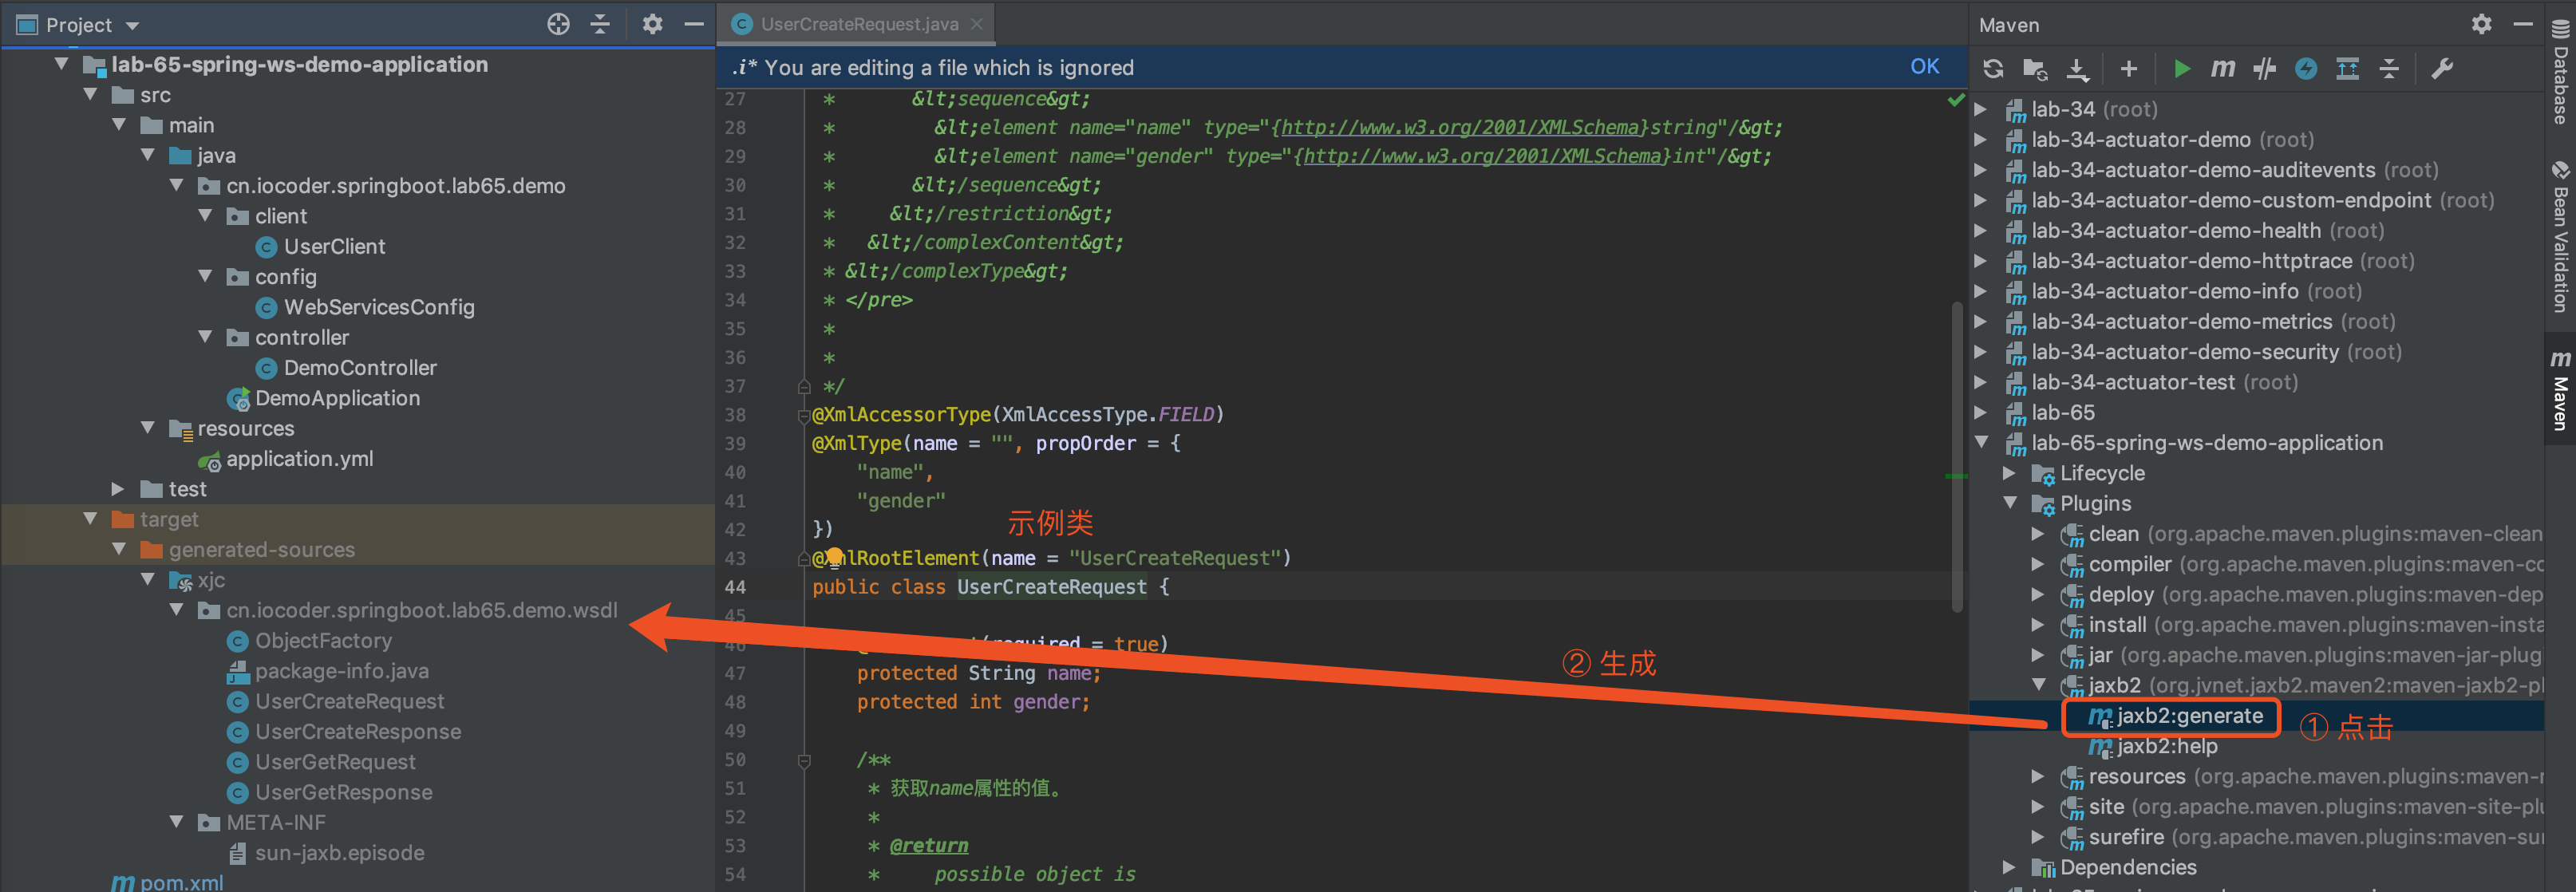 Project
lab-65-spring-ws-demo-application
src
main
java
cn.iocoder.springboot.lab65.demo
client
UserClient
config
WebServicesConfig
controller
DemoController
DemoApplication
resources
application.yml
test
target
generated-sources
xjc
cn.iocoder.springboot.lab65.demo.wsdl
ObjectFactory
package-info.java
UserCreateRequest
UserCreateResponse
UserGetRequest
UserGetResponse
META-INF
sun-jaxb.episode
pom.xml
UserCreateRequest.java
.i* You are editing a file which is ignored
OK
27 * &lt;sequence&gt;
28 * &lt;element name="name" type="{http://www.w3.org/2001/XMLSchema}string"/&gt;
29 * &lt;element name="gender" type="{http://www.w3.org/2001/XMLSchema}int"/&gt;
30 * &lt;/sequence&gt;
31 * &lt;/restriction&gt;
32 * &lt;/complexContent&gt;
33 * &lt;/complexType&gt;
34 * </pre>
35 *
36 *
37 */
38 @XmlAccessorType(XmlAccessType.FIELD)
39 @XmlType(name = "", propOrder = {
40 "name",
41 "gender"
42 })
示例类
43 @XmlRootElement(name = "UserCreateRequest")
44 public class UserCreateRequest {
45
46 (required = true)
47 protected String name;
48 protected int gender;
49
50 /**
51 * 获取name属性的值。
52 *
53 * @return
54 * possible object is
② 生成
Maven
lab-34 (root)
lab-34-actuator-demo (root)
lab-34-actuator-demo-auditevents (root)
lab-34-actuator-demo-custom-endpoint (root)
lab-34-actuator-demo-health (root)
lab-34-actuator-demo-httptrace (root)
lab-34-actuator-demo-info (root)
lab-34-actuator-demo-metrics (root)
lab-34-actuator-demo-security (root)
lab-34-actuator-test (root)
lab-65
lab-65-spring-ws-demo-application
Lifecycle
Plugins
clean (org.apache.maven.plugins:maven-clean
compiler (org.apache.maven.plugins:maven-co
deploy (org.apache.maven.plugins:maven-dep
install (org.apache.maven.plugins:maven-insta
jar (org.apache.maven.plugins:maven-jar-plug
jaxb2 (org.jvnet.jaxb2.maven2:maven-jaxb2-pl
jaxb2:generate
① 点击
jaxb2:help
resources (org.apache.maven.plugins:maven-r
site (org.apache.maven.plugins:maven-site-plu
surefire (org.apache.maven.plugins:maven-sur
Dependencies
Database
Bean Validation
Maven